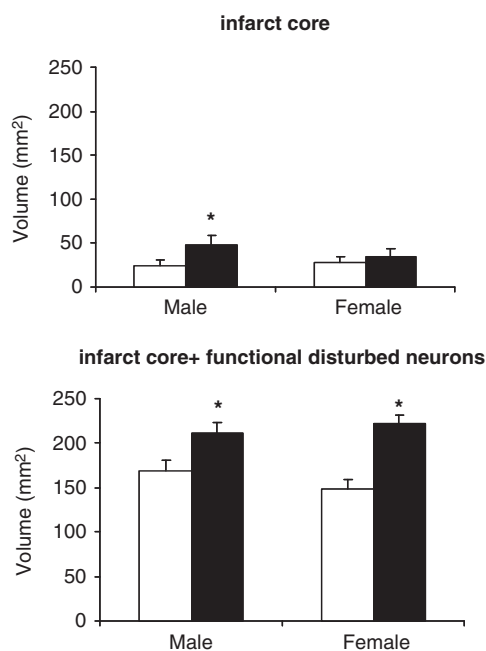 infarct core
250
200
150
100
50
0
Volume (mm²)
*
Male Female
infarct core+ functional disturbed neurons
250
200
150
100
50
0
Volume (mm²)
* *
Male Female